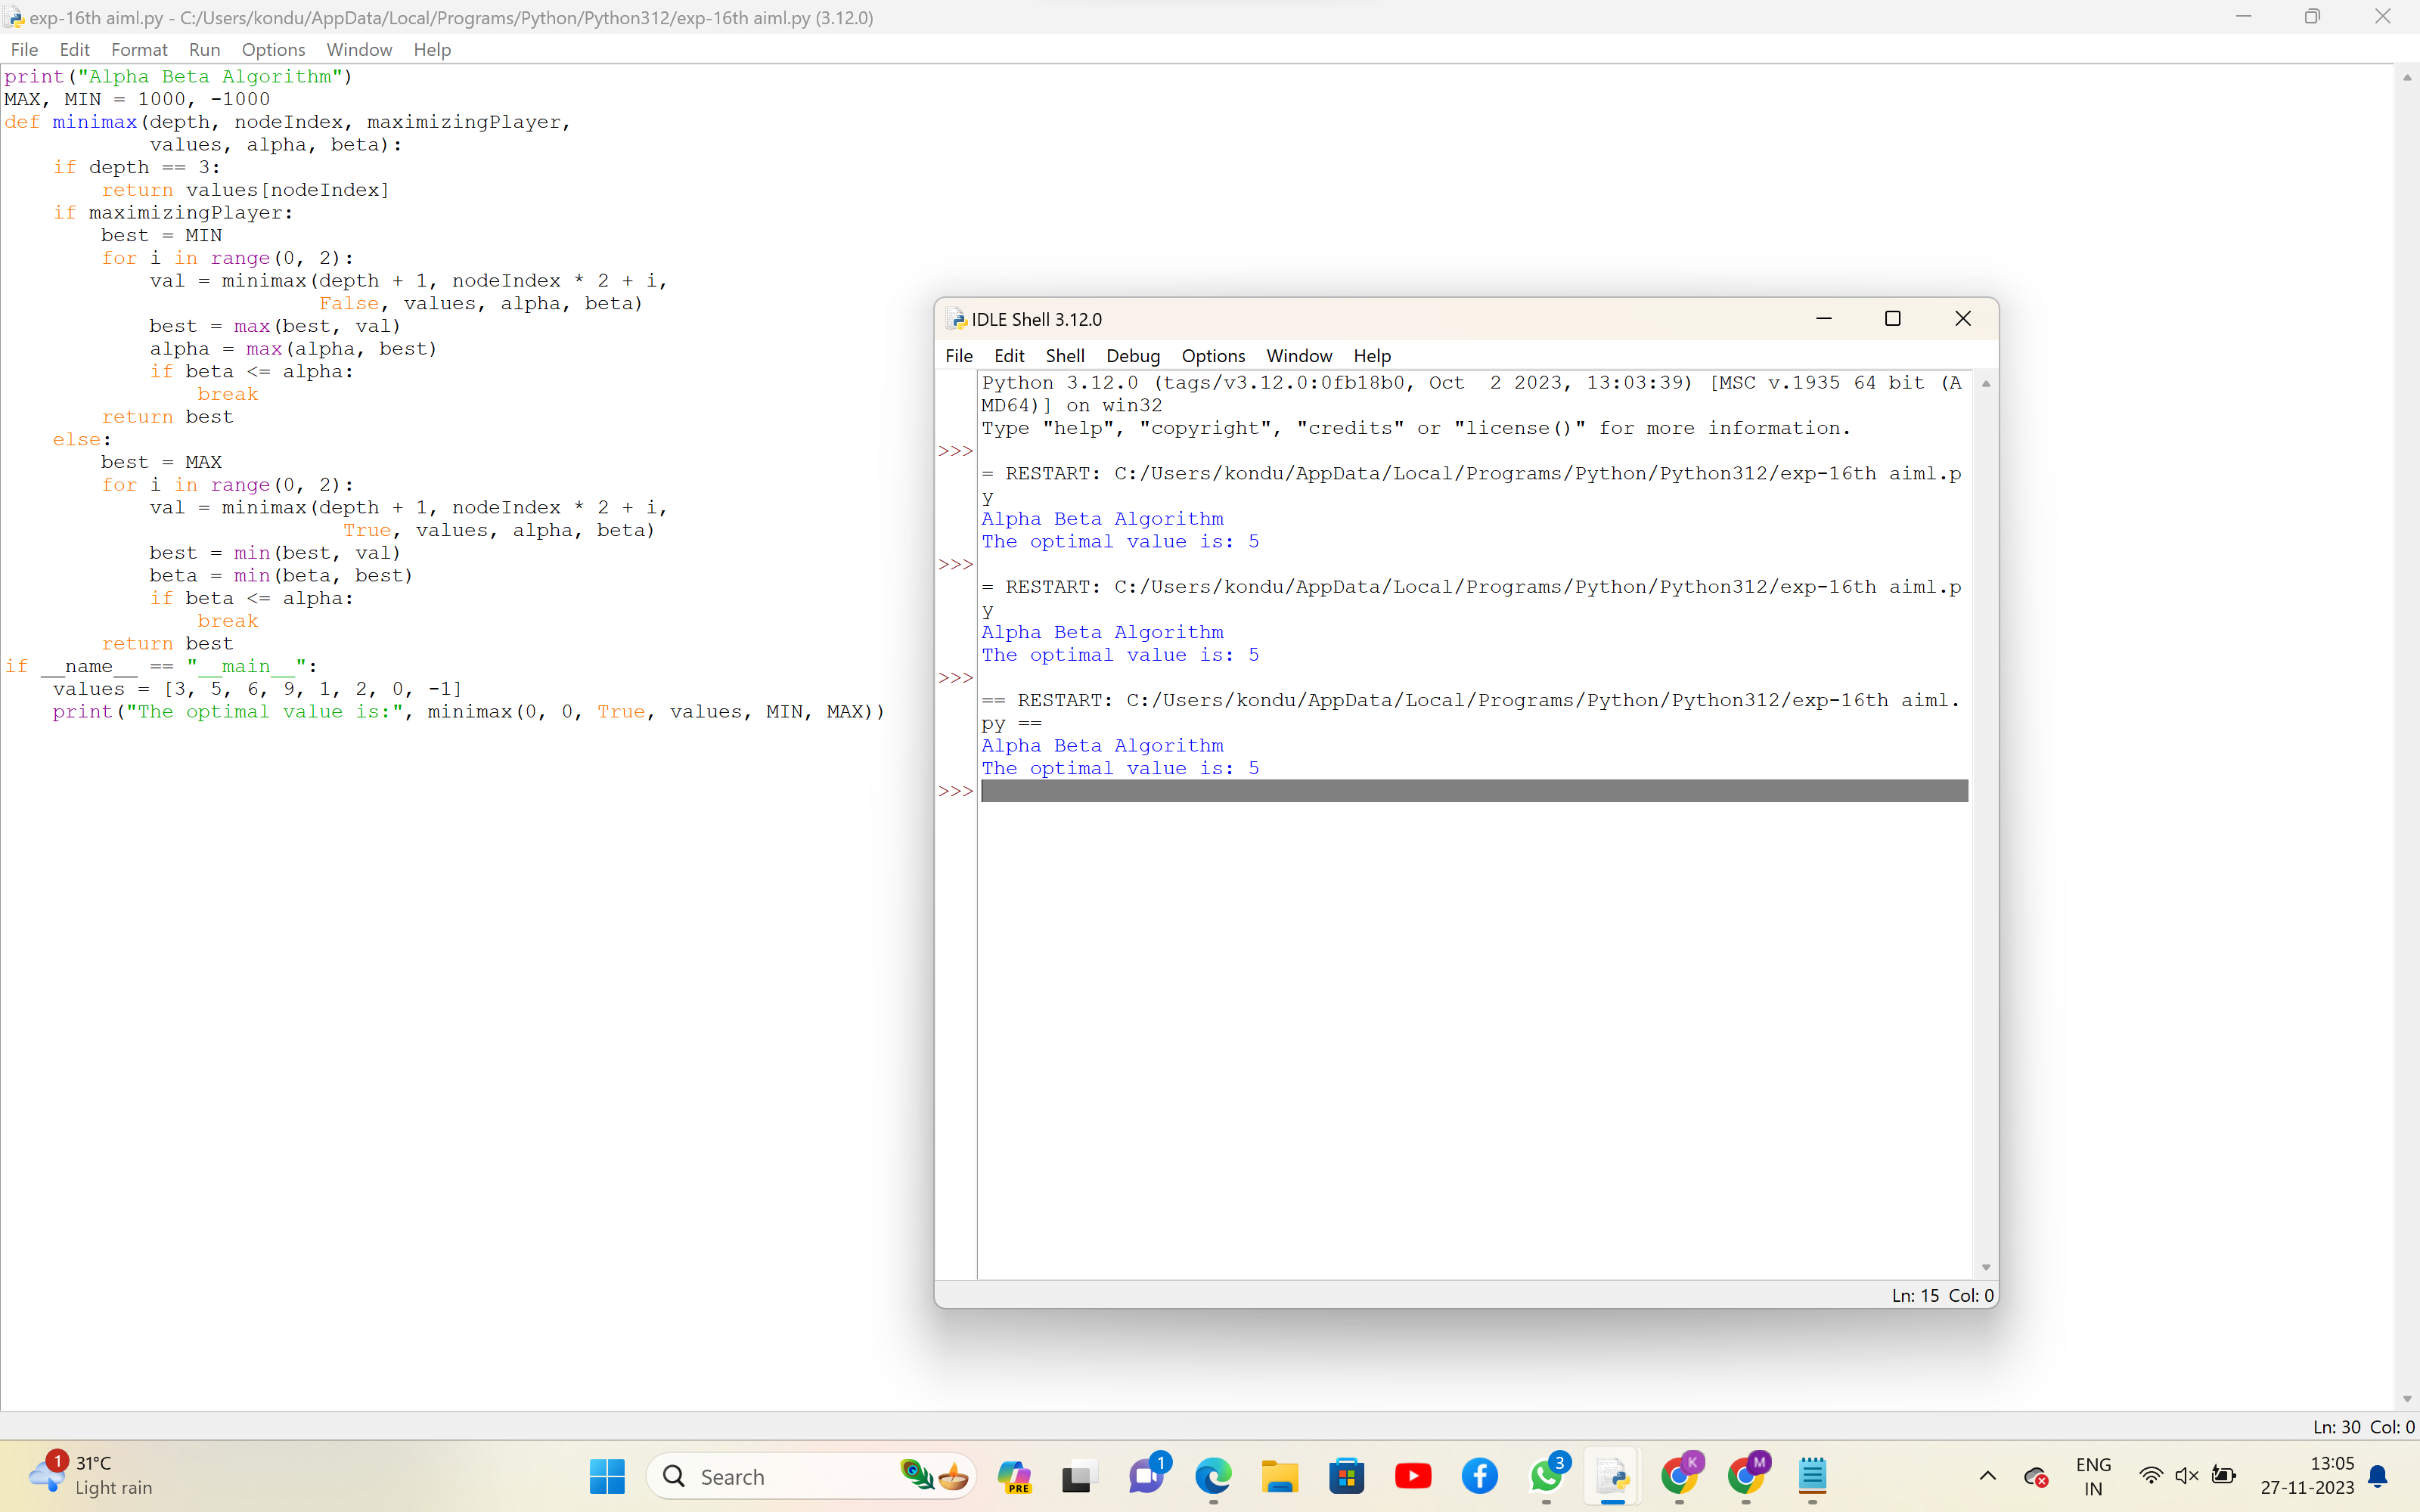 exp-16th aiml.py - C:/Users/kondu/AppData/Local/Programs/Python/Python312/exp-16th aiml.py (3.12.0)
File Edit Format Run Options Window Help
print("Alpha Beta Algorithm")
MAX, MIN = 1000, -1000
def minimax(depth, nodeIndex, maximizingPlayer,
            values, alpha, beta):
    if depth == 3:
        return values[nodeIndex]
    if maximizingPlayer:
        best = MIN
        for i in range(0, 2):
            val = minimax(depth + 1, nodeIndex * 2 + i,
                          False, values, alpha, beta)
            best = max(best, val)
            alpha = max(alpha, best)
            if beta <= alpha:
                break
        return best
    else:
        best = MAX
        for i in range(0, 2):
            val = minimax(depth + 1, nodeIndex * 2 + i,
                            True, values, alpha, beta)
            best = min(best, val)
            beta = min(beta, best)
            if beta <= alpha:
                break
        return best
if __name__ == "__main__":
    values = [3, 5, 6, 9, 1, 2, 0, -1]
    print("The optimal value is:", minimax(0, 0, True, values, MIN, MAX))
IDLE Shell 3.12.0
File Edit Shell Debug Options Window Help
Python 3.12.0 (tags/v3.12.0:0fb18b0, Oct  2 2023, 13:03:39) [MSC v.1935 64 bit (A
MD64)] on win32
Type "help", "copyright", "credits" or "license()" for more information.
>>>
= RESTART: C:/Users/kondu/AppData/Local/Programs/Python/Python312/exp-16th aiml.p
y
Alpha Beta Algorithm
The optimal value is: 5
>>>
= RESTART: C:/Users/kondu/AppData/Local/Programs/Python/Python312/exp-16th aiml.p
y
Alpha Beta Algorithm
The optimal value is: 5
>>>
== RESTART: C:/Users/kondu/AppData/Local/Programs/Python/Python312/exp-16th aiml.
py ==
Alpha Beta Algorithm
The optimal value is: 5
>>>
Ln: 15 Col: 0
Ln: 30 Col: 0
1
31°C
Light rain
Search
PRE
1
3
K
M
ENG
IN
13:05
27-11-2023